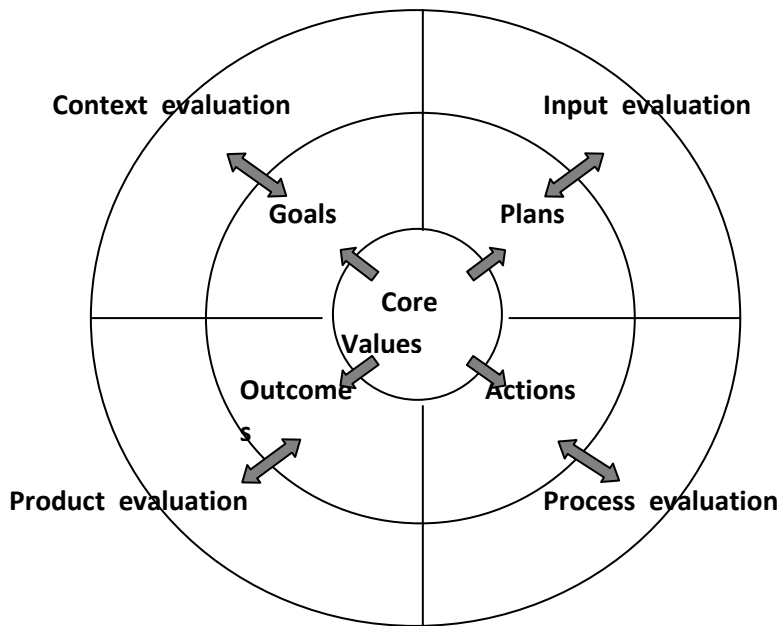 Context evaluation
Input evaluation
Goals
Plans
Core
Values
Outcome
s
Actions
Product evaluation
Process evaluation